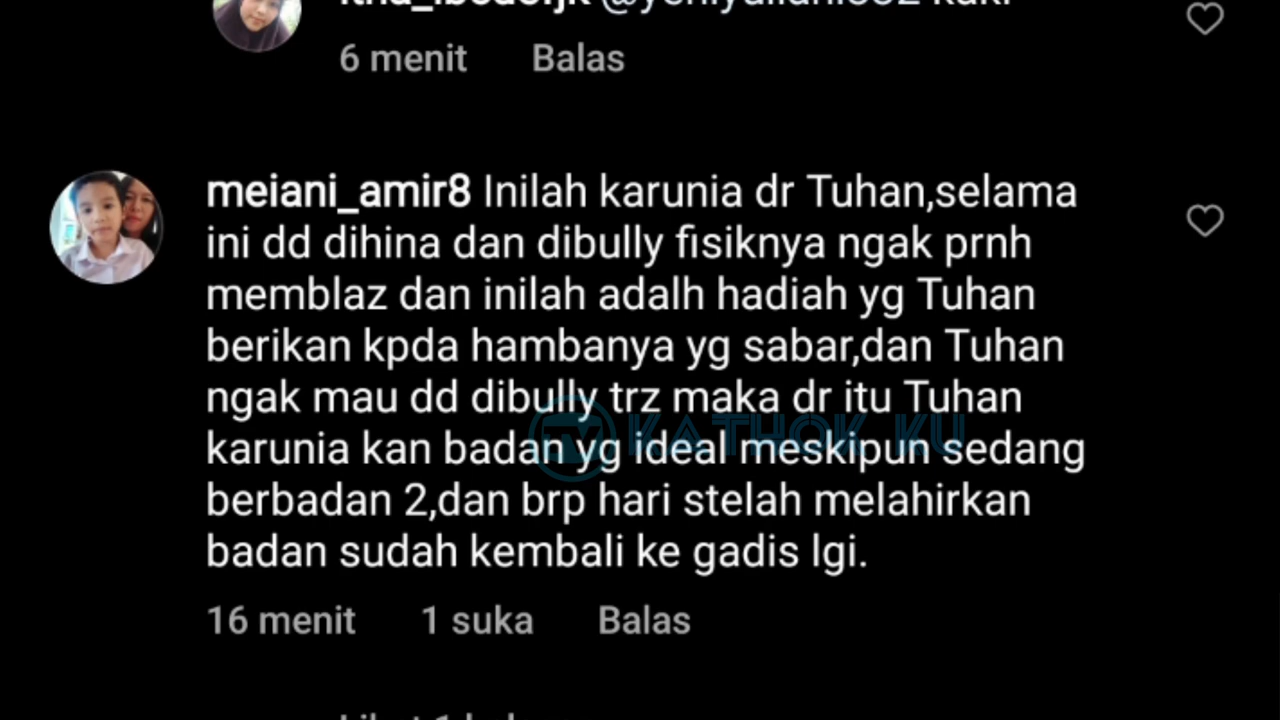 6 menit Balas
meiani_amir8 Inilah karunia dr Tuhan,selama
ini dd dihina dan dibully fisiknya ngak prnh
memblaz dan inilah adalh hadiah yg Tuhan
berikan kpda hambanya yg sabar,dan Tuhan
ngak mau dd dibully trz maka dr itu Tuhan
karunia kan badan yg ideal meskipun sedang
berbadan 2,dan brp hari stelah melahirkan
badan sudah kembali ke gadis lgi.
16 menit 1 suka Balas
TV KATHOK KU